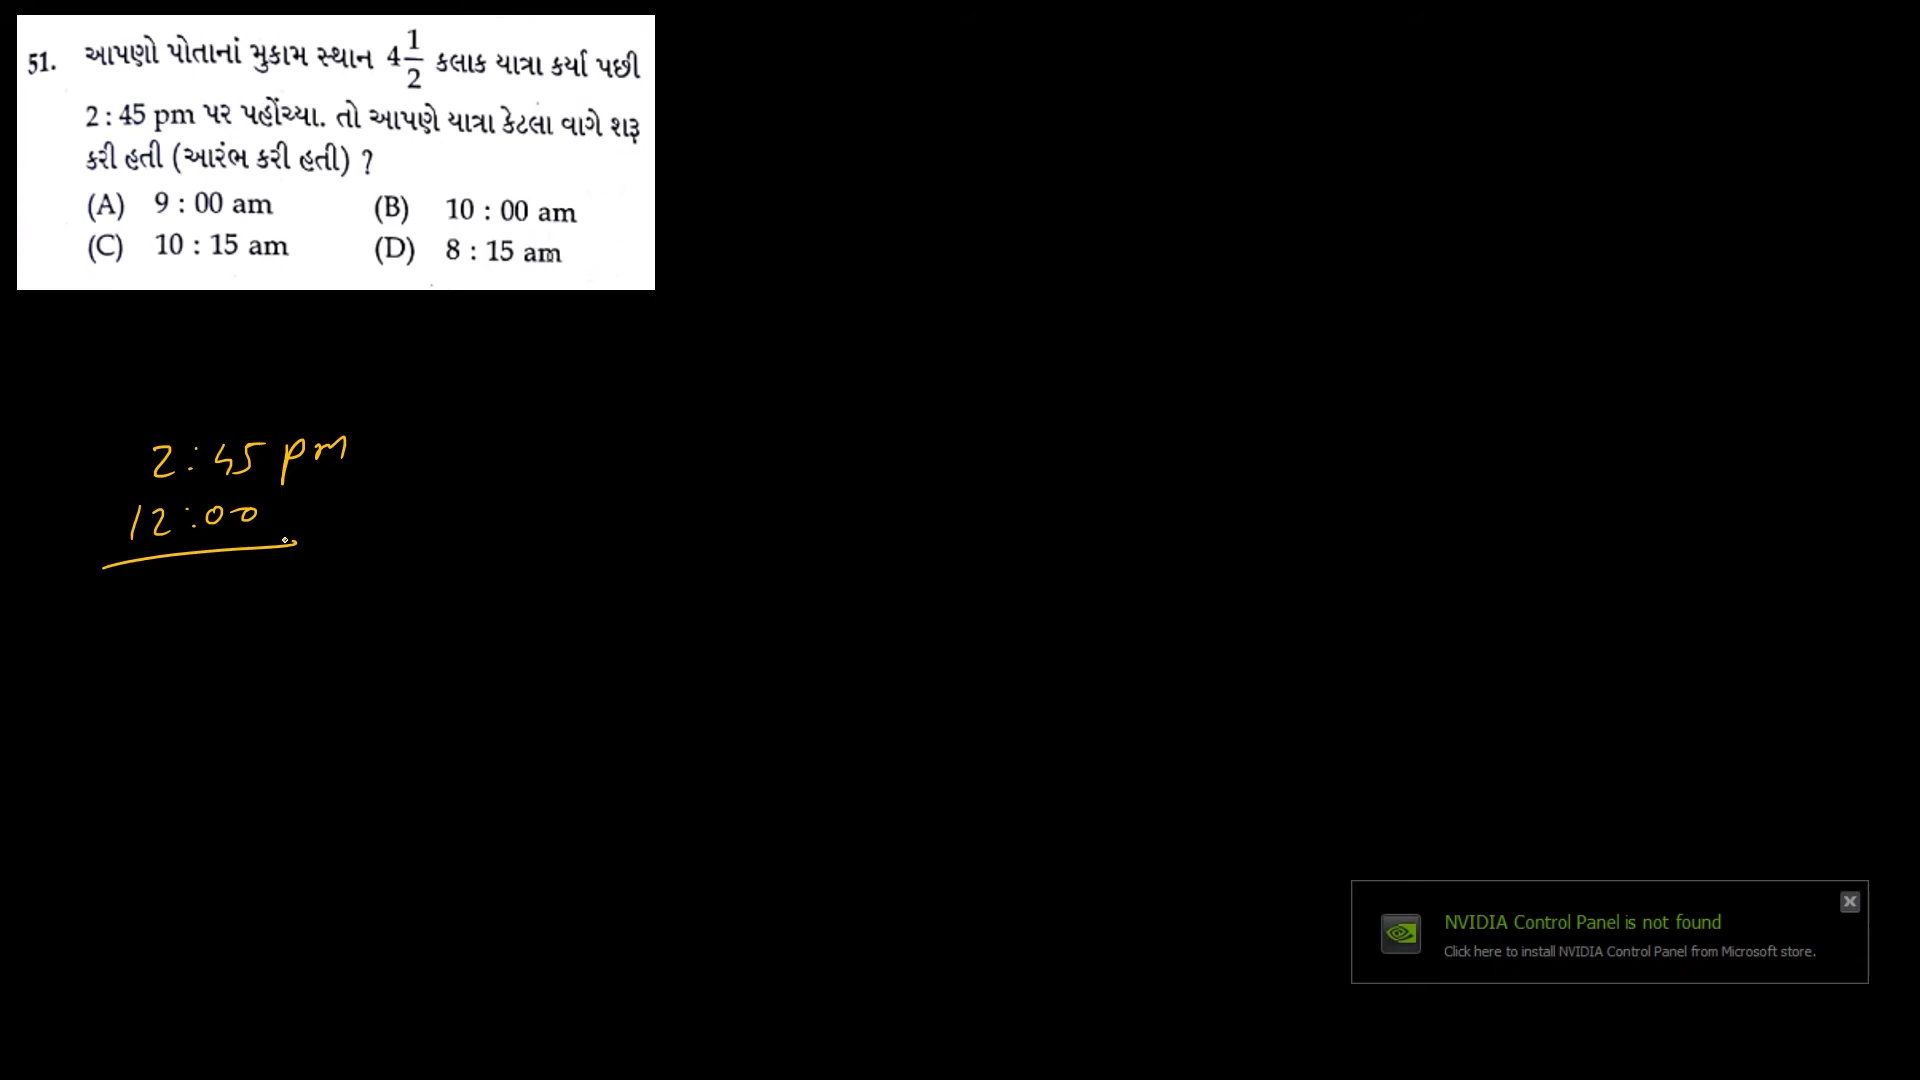 51. આપણો પોતાનાં મુકામ સ્થાન 4 1/2 કલાક યાત્રા કર્યા પછી
2 : 45 pm પર પહોંચ્યા. તો આપણે યાત્રા કેટલા વાગે શરૂ
કરી હતી (આરંભ કરી હતી) ?
(A) 9 : 00 am (B) 10 : 00 am
(C) 10 : 15 am (D) 8 : 15 am
2:45 pm
12:00
NVIDIA Control Panel is not found
Click here to install NVIDIA Control Panel from Microsoft store.